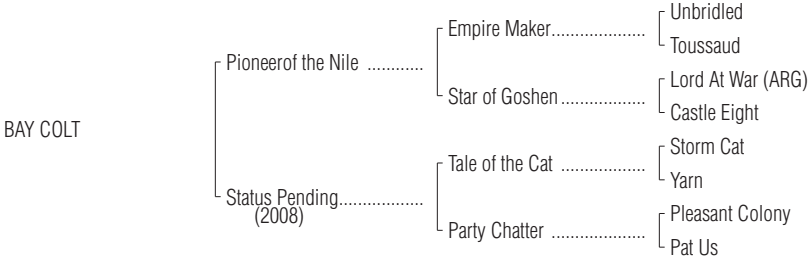 Unbridled
Empire Maker....................
Toussaud
Pioneerof the Nile ............
Lord At War (ARG)
Star of Goshen..................
Castle Eight
BAY COLT
Storm Cat
Tale of the Cat ..................
Yarn
Status Pending..................
(2008)
Pleasant Colony
Party Chatter ....................
Pat Us